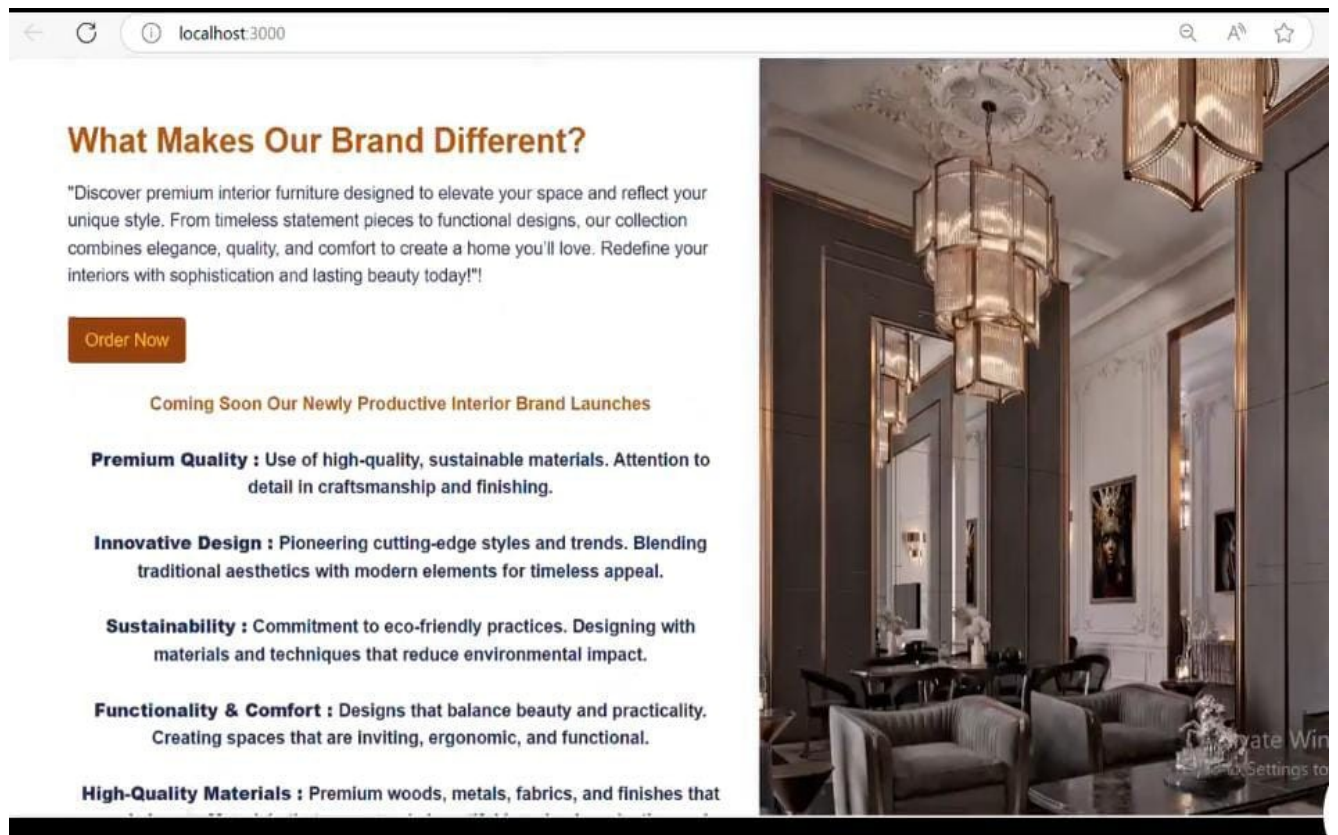 localhost:3000
What Makes Our Brand Different?
"Discover premium interior furniture designed to elevate your space and reflect your
unique style. From timeless statement pieces to functional designs, our collection
combines elegance, quality, and comfort to create a home you'll love. Redefine your
interiors with sophistication and lasting beauty today!"!
Order Now
Coming Soon Our Newly Productive Interior Brand Launches
Premium Quality : Use of high-quality, sustainable materials. Attention to
detail in craftsmanship and finishing.
Innovative Design : Pioneering cutting-edge styles and trends. Blending
traditional aesthetics with modern elements for timeless appeal.
Sustainability : Commitment to eco-friendly practices. Designing with
materials and techniques that reduce environmental impact.
Functionality & Comfort : Designs that balance beauty and practicality.
Creating spaces that are inviting, ergonomic, and functional.
High-Quality Materials : Premium woods, metals, fabrics, and finishes that
vate Win
Settings to